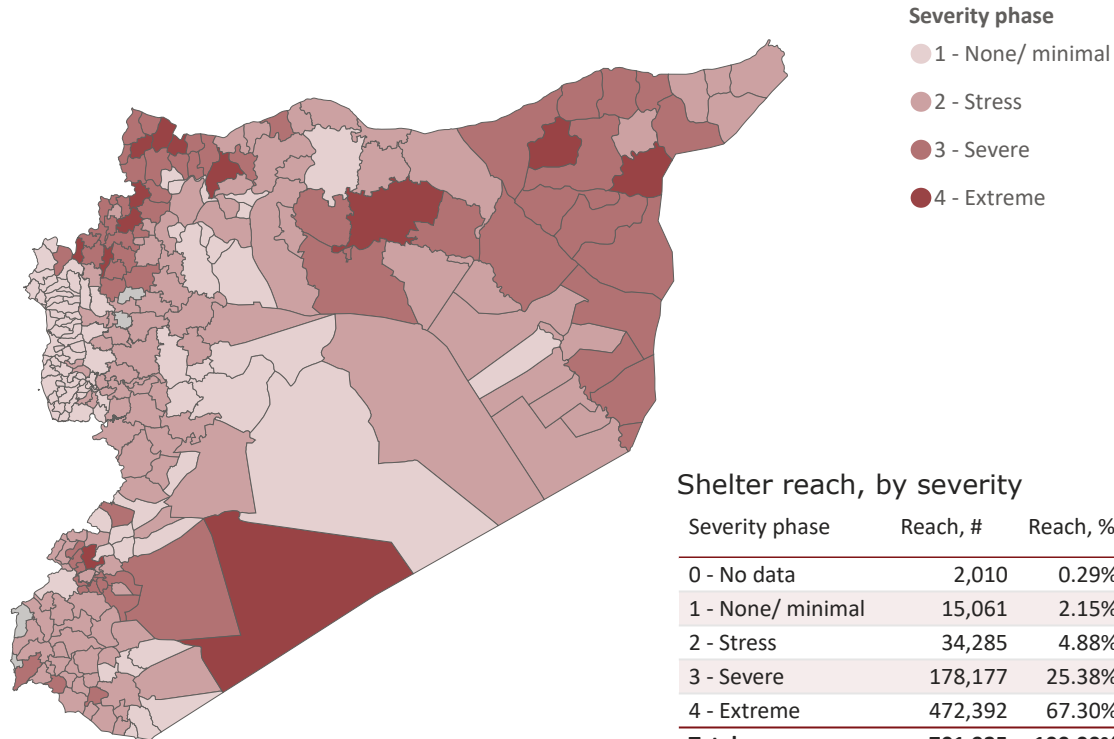 Severity phase
1 - None/ minimal
2 - Stress
3 - Severe
4 - Extreme
Shelter reach, by severity
Severity phase Reach, # Reach, %
0 - No data 2,010 0.29%
1 - None/ minimal 15,061 2.15%
2 - Stress 34,285 4.88%
3 - Severe 178,177 25.38%
4 - Extreme 472,392 67.30%